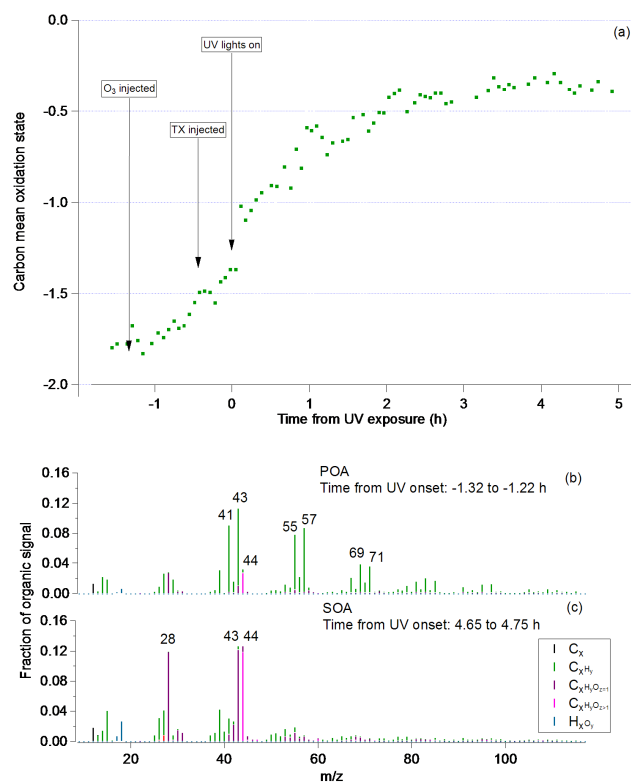 0.0
(a)
UV lights on
O3 injected
-0.5
TX injected
Carbon mean oxidation state
-1.0
-1.5
-2.0
-1 0 1 2 3 4 5
Time from UV exposure (h)
0.16
POA
(b)
Time from UV onset: -1.32 to -1.22 h
0.12
43
41
57
55
0.08
44
69
71
0.04
0.00
Fraction of organic signal
0.16
SOA
(c)
Time from UV onset: 4.65 to 4.75 h
28
43 44
0.12
0.08
0.04
0.00
Cx
CxHy
CxHyOz=1
CxHyOz>1
HxOy
20 40 60 80 100
m/z